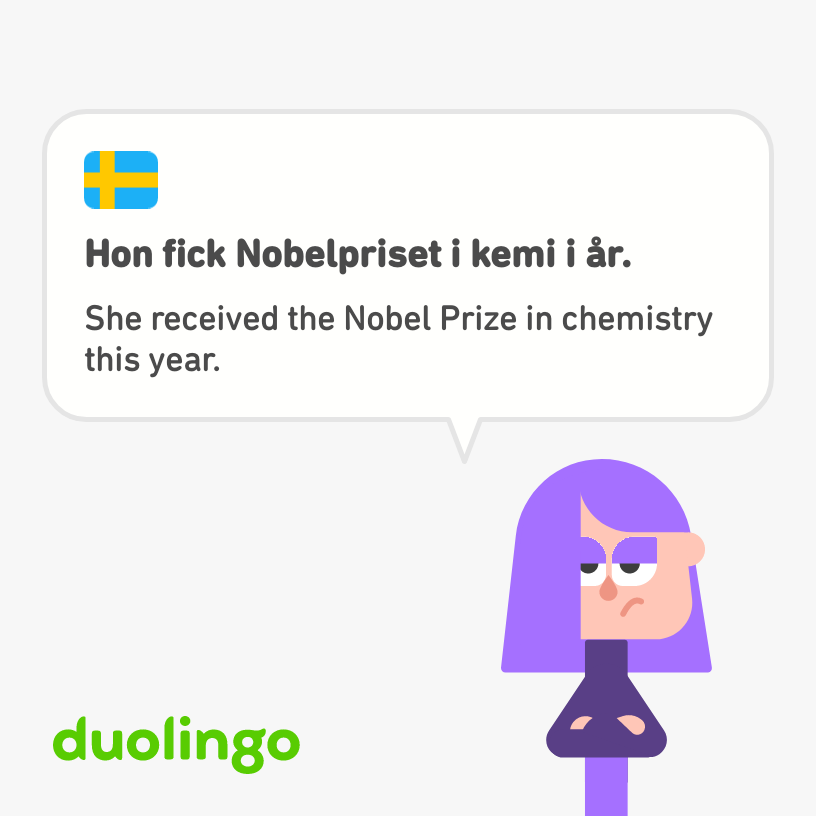 Hon fick Nobelpriset i kemi i år.
She received the Nobel Prize in chemistry
this year.
duolingo